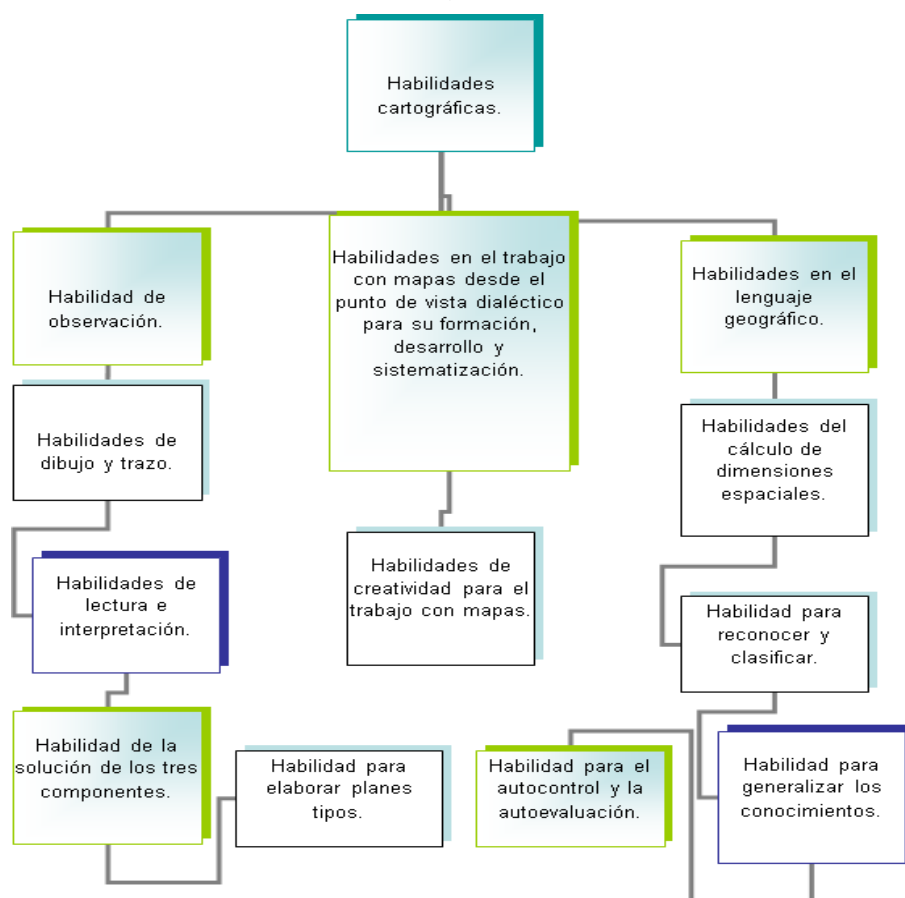 Habilidades
cartográficas.
Habilidad de
observación.
Habilidades en el trabajo
con mapas desde el
punto de vista dialéctico
para su formación,
desarrollo y
sistematización.
Habilidades en el
lenguaje
geográfico.
Habilidades de
dibujo y trazo.
Habilidades del
cálculo de
dimensiones
espaciales.
Habilidades de
lectura e
interpretación.
Habilidades de
creatividad para el
trabajo con mapas.
Habilidad para
reconocer y
clasificar.
Habilidad de la
solución de los tres
componentes.
Habilidad para
elaborar planes
tipos.
Habilidad para el
autocontrol y la
autoevaluación.
Habilidad para
generalizar los
conocimientos.